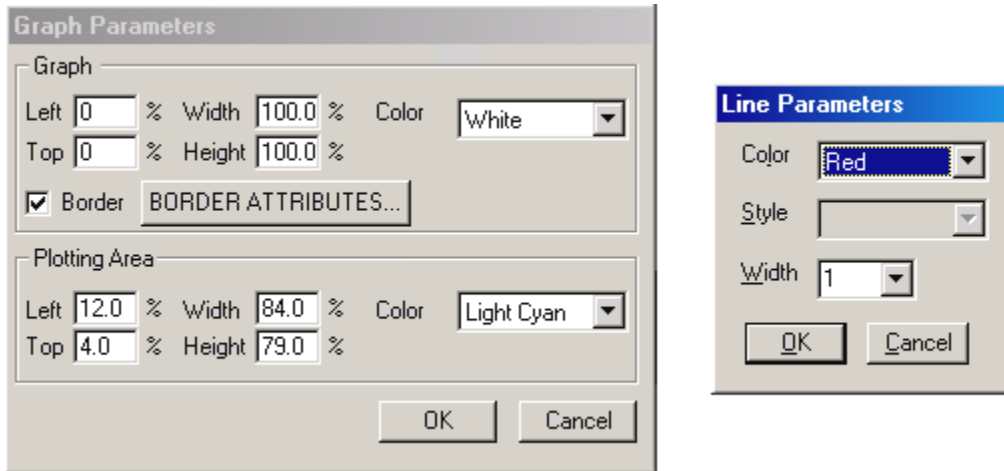 Graph Parameters
Graph
Left 0 % Width 100.0 % Color White
Top 0 % Height 100.0 %
Border BORDER ATTRIBUTES...
Plotting Area
Left 12.0 % Width 84.0 % Color Light Cyan
Top 4.0 % Height 79.0 %
OK Cancel
Line Parameters
Color Red
Style
Width 1
OK Cancel